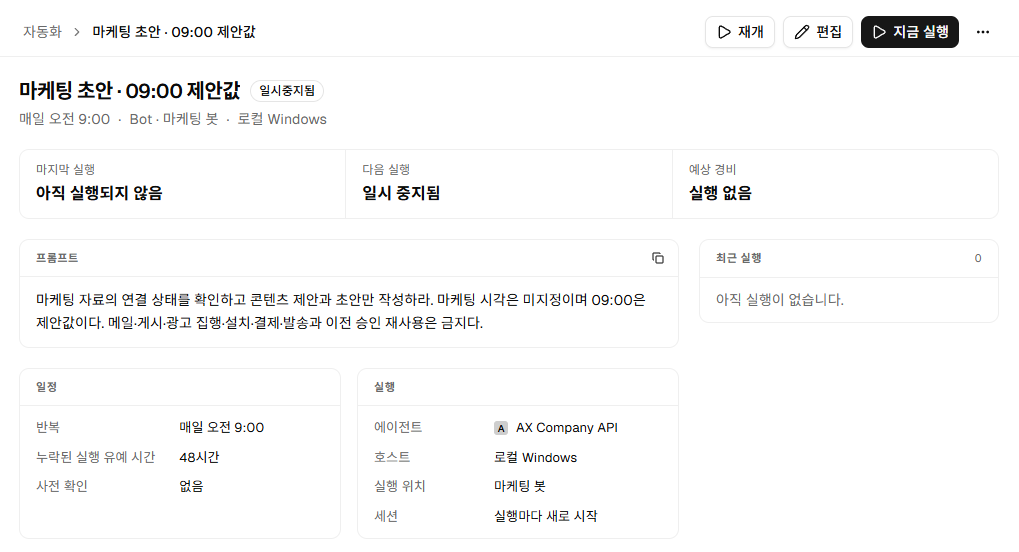 자동화 > 마케팅 초안 · 09:00 제안값
재개
편집
지금 실행
마케팅 초안 · 09:00 제안값
일시중지됨
매일 오전 9:00 · Bot · 마케팅 봇 · 로컬 Windows
마지막 실행
아직 실행되지 않음
다음 실행
일시 중지됨
예상 경비
실행 없음
프롬프트
마케팅 자료의 연결 상태를 확인하고 콘텐츠 제안과 초안만 작성하라. 마케팅 시각은 미지정이며 09:00은
제안값이다. 메일·게시·광고 집행·설치·결제·발송과 이전 승인 재사용은 금지다.
최근 실행 0
아직 실행이 없습니다.
일정
반복 매일 오전 9:00
누락된 실행 유예 시간 48시간
사전 확인 없음
실행
에이전트 A AX Company API
호스트 로컬 Windows
실행 위치 마케팅 봇
세션 실행마다 새로 시작